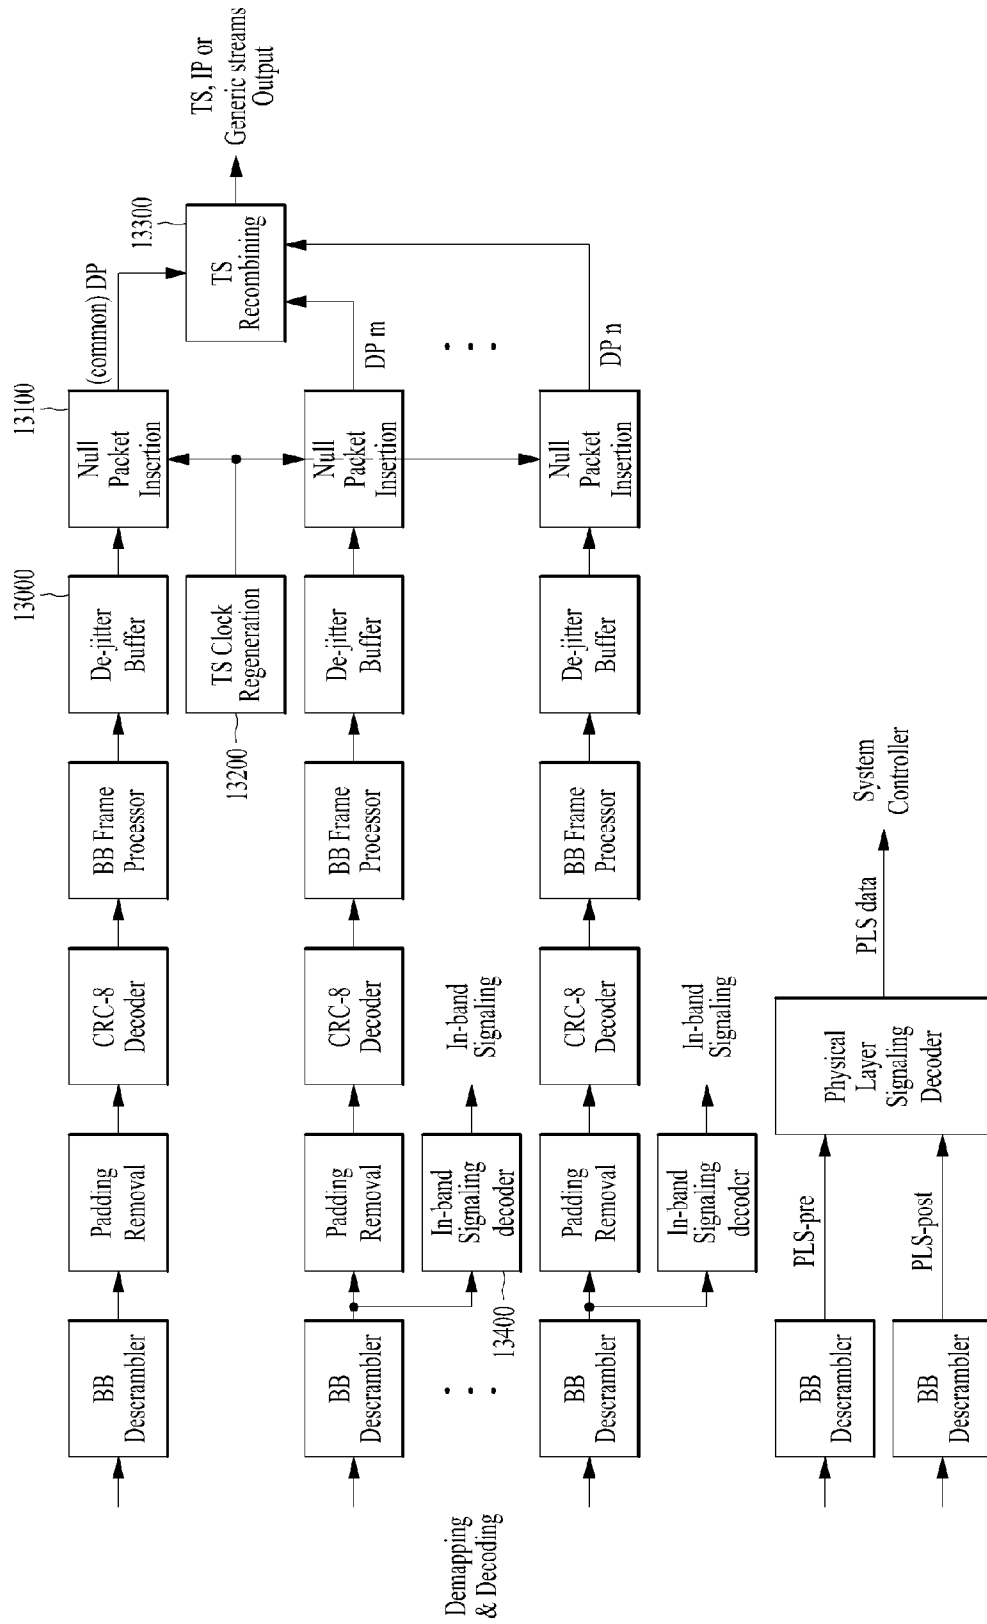 Demapping
& Decoding
BB
Descrambler
Padding
Removal
CRC-8
Decoder
BB Frame
Processor
De-jitter
Buffer
13000
Null
Packet
Insertion
13100
(common) DP
TS Clock
Regeneration
13200
TS
Recombining
13300
TS, IP or
Generic streams
Output
BB
Descrambler
Padding
Removal
CRC-8
Decoder
BB Frame
Processor
De-jitter
Buffer
Null
Packet
Insertion
DP m
In-band
Signaling
decoder
13400
In-band
Signaling
BB
Descrambler
Padding
Removal
CRC-8
Decoder
BB Frame
Processor
De-jitter
Buffer
Null
Packet
Insertion
DP n
In-band
Signaling
decoder
In-band
Signaling
BB
Descrambler
PLS-pre
BB
Descrambler
PLS-post
Physical
Layer
Signaling
Decoder
PLS data
System
Controller